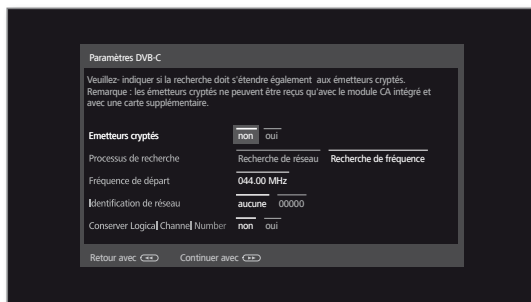 Paramètres DVB-C
Veuillez- indiquer si la recherche doit s'étendre également aux émetteurs cryptés.
Remarque : les émetteurs cryptés ne peuvent être reçus qu'avec le module CA intégré et
avec une carte supplémentaire.
Emetteurs cryptés non oui
Processus de recherche Recherche de réseau Recherche de fréquence
Fréquence de départ 044.00 MHz
Identification de réseau aucune 00000
Conserver Logical Channel Number non oui
Retour avec Continuer avec